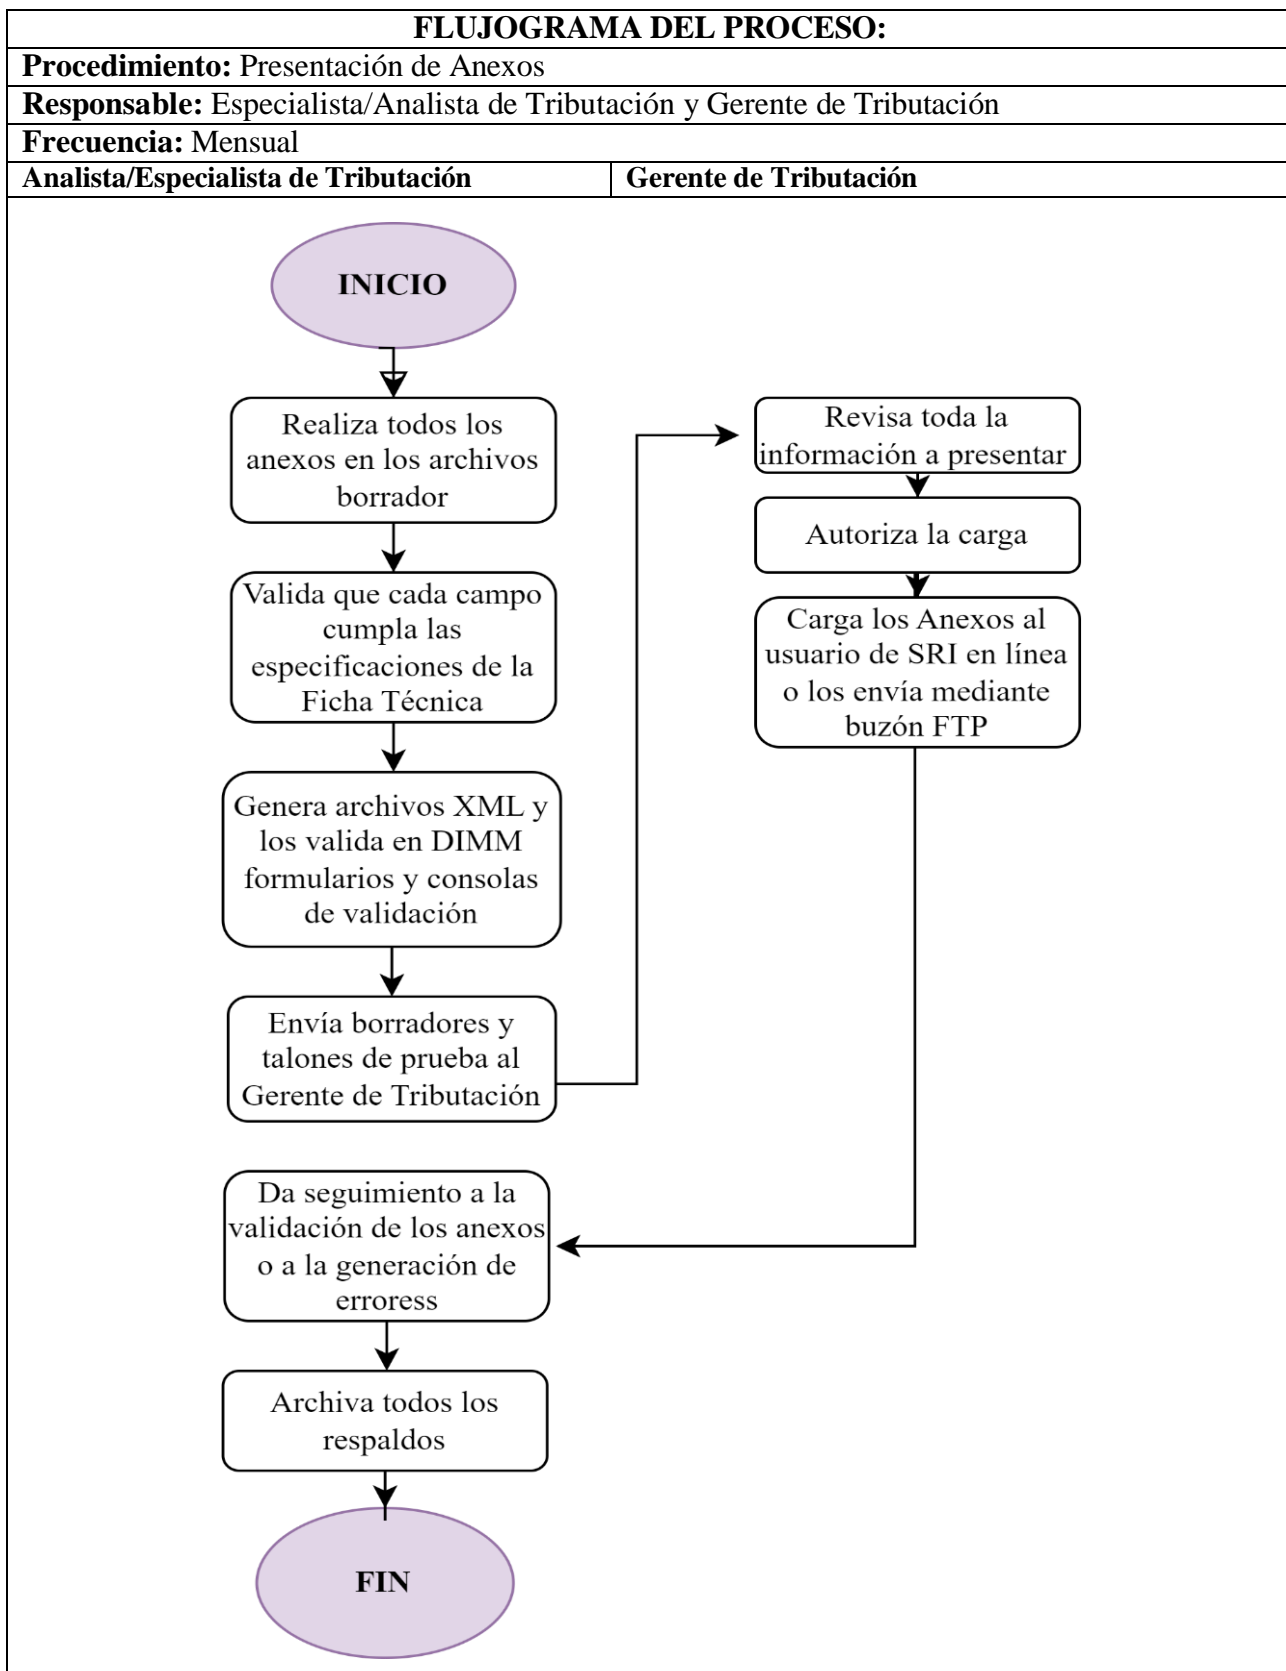 FLUJOGRAMA DEL PROCESO:
Procedimiento: Presentación de Anexos
Responsable: Especialista/Analista de Tributación y Gerente de Tributación
Frecuencia: Mensual
Analista/Especialista de Tributación
Gerente de Tributación
INICIO
Realiza todos los
anexos en los archivos
borrador
Valida que cada campo
cumpla las
especificaciones de la
Ficha Técnica
Genera archivos XML y
los valida en DIMM
formularios y consolas
de validación
Envía borradores y
talones de prueba al
Gerente de Tributación
Revisa toda la
información a presentar
Autoriza la carga
Carga los Anexos al
usuario de SRI en línea
o los envía mediante
buzón FTP
Da seguimiento a la
validación de los anexos
o a la generación de
erroress
Archiva todos los
respaldos
FIN